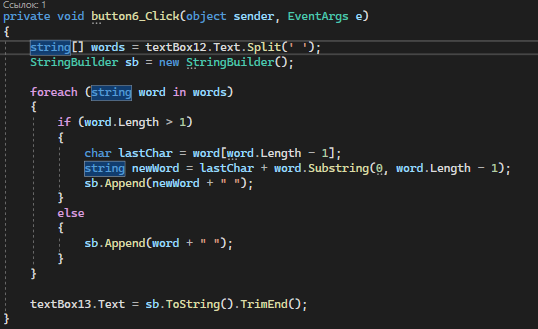 Ссылок: 1
private void button6_Click(object sender, EventArgs e)
{
string[] words = textBox12.Text.Split(' ');
StringBuilder sb = new StringBuilder();
foreach (string word in words)
{
if (word.Length > 1)
{
char lastChar = word[word.Length - 1];
string newWord = lastChar + word.Substring(0, word.Length - 1);
sb.Append(newWord + " ");
}
else
{
sb.Append(word + " ");
}
}
textBox13.Text = sb.ToString().TrimEnd();
}